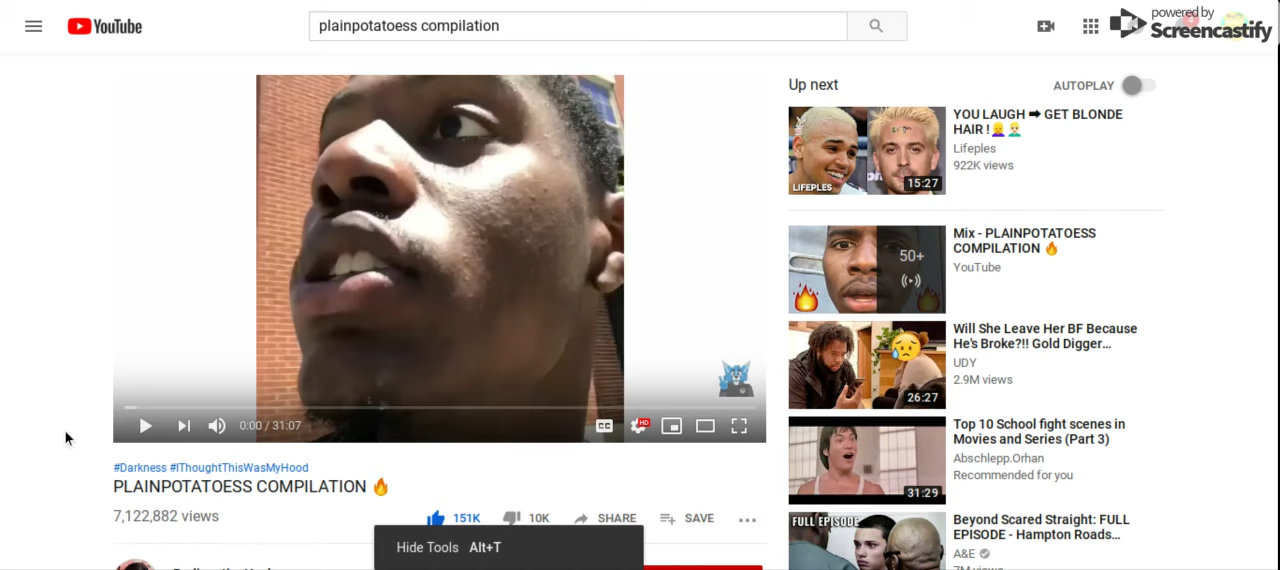 YouTube
plainpotatoess compilation
powered by
Screencastify
Up next
AUTOPLAY
YOU LAUGH ➡ GET BLONDE
HAIR ! 👱‍♀️💆🏼‍♂️
Lifeples
922K views
LIFEPLES
15:27
Mix - PLAINPOTATOESS
COMPILATION 🔥
YouTube
50+
Will She Leave Her BF Because
He's Broke?!! Gold Digger…
UDY
2.9M views
26:27
Top 10 School fight scenes in
Movies and Series (Part 3)
Abschlepp.Orhan
Recommended for you
31:29
Beyond Scared Straight: FULL
EPISODE - Hampton Roads…
A&E
FULL EPISODE
CC
HD
0:00 / 31:07
#Darkness #IThoughtThisWasMyHood
PLAINPOTATOESS COMPILATION 🔥
7,122,882 views
151K
10K
SHARE
SAVE
Hide Tools Alt+T